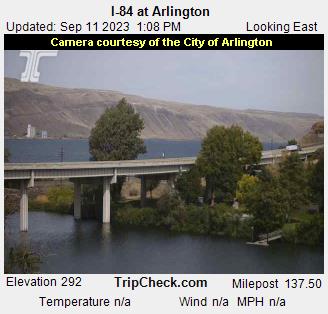 I-84 at Arlington
Updated: Sep 11 2023 1:08 PM Looking East
Camera courtesy of the City of Arlington
Elevation 292 TripCheck.com Milepost 137.50
Temperature n/a Wind n/a MPH n/a